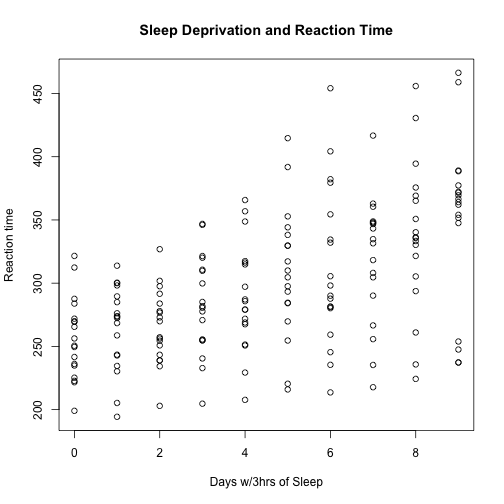 Sleep Deprivation and Reaction Time
450
400
350
300
250
200
Reaction time
0 2 4 6 8
Days w/3hrs of Sleep